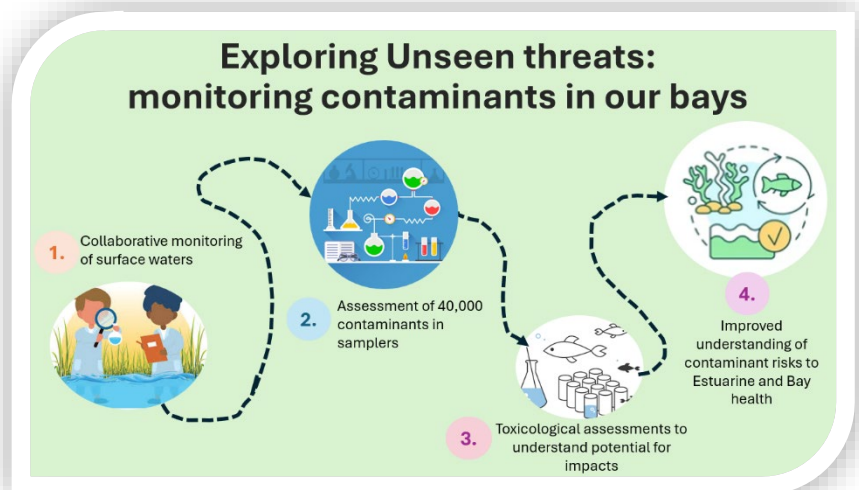 Exploring Unseen threats:
monitoring contaminants in our bays
1.
Collaborative monitoring
of surface waters
2.
Assessment of 40,000
contaminants in
samplers
3.
Toxicological assessments to
understand potential for
impacts
4.
Improved
understanding of
contaminant risks to
Estuarine and Bay
health